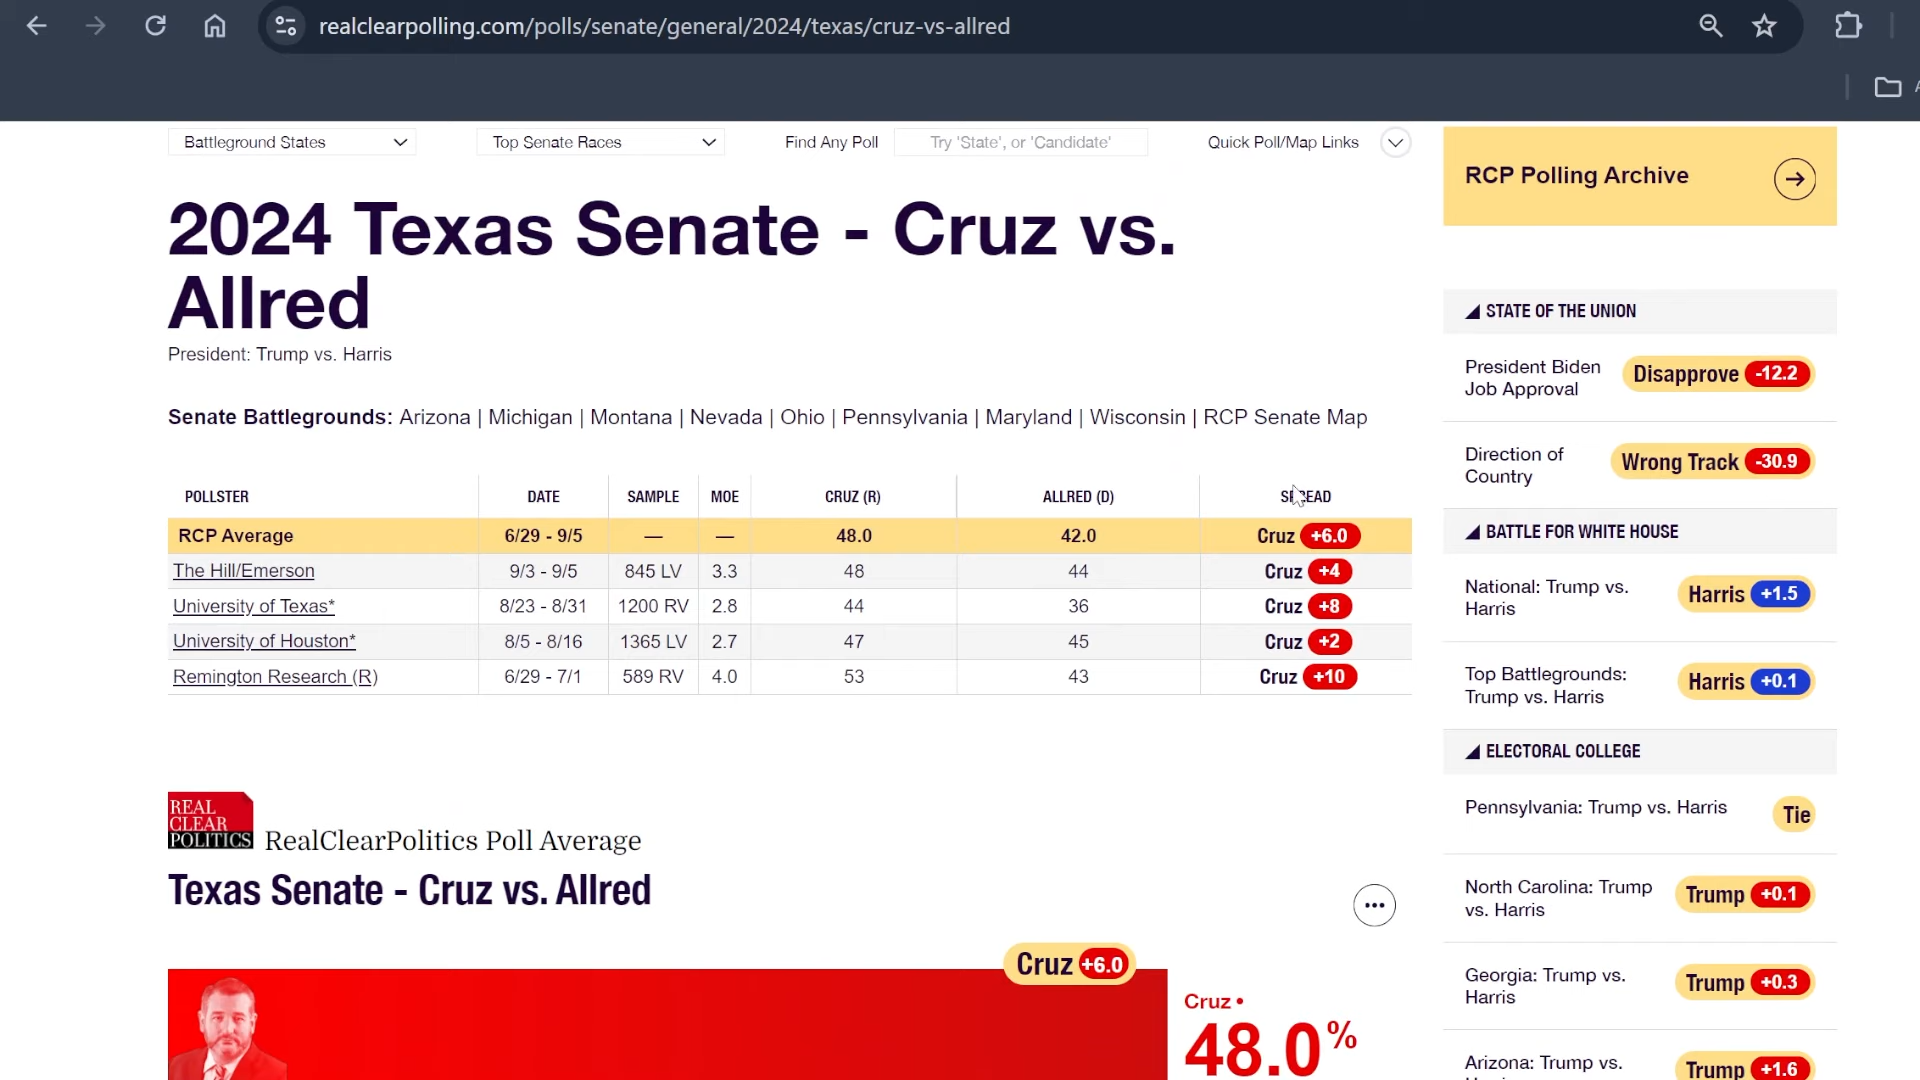 realclearpolling.com/polls/senate/general/2024/texas/cruz-vs-allred
Battleground States
Top Senate Races
Find Any Poll
Try 'State', or 'Candidate'
Quick Poll/Map Links
2024 Texas Senate - Cruz vs.
Allred
President: Trump vs. Harris
Senate Battlegrounds: Arizona | Michigan | Montana | Nevada | Ohio | Pennsylvania | Maryland | Wisconsin | RCP Senate Map
POLLSTER DATE SAMPLE MOE CRUZ (R) ALLRED (D) SPREAD
RCP Average 6/29 - 9/5 — — 48.0 42.0 Cruz +6.0
The Hill/Emerson 9/3 - 9/5 845 LV 3.3 48 44 Cruz +4
University of Texas* 8/23 - 8/31 1200 RV 2.8 44 36 Cruz +8
University of Houston* 8/5 - 8/16 1365 LV 2.7 47 45 Cruz +2
Remington Research (R) 6/29 - 7/1 589 RV 4.0 53 43 Cruz +10
REAL
CLEAR
POLITICS
RealClearPolitics Poll Average
Texas Senate - Cruz vs. Allred
Cruz +6.0
Cruz •
48.0%
RCP Polling Archive
STATE OF THE UNION
President Biden
Job Approval
Disapprove -12.2
Direction of
Country
Wrong Track -30.9
BATTLE FOR WHITE HOUSE
National: Trump vs.
Harris
Harris +1.5
Top Battlegrounds:
Trump vs. Harris
Harris +0.1
ELECTORAL COLLEGE
Pennsylvania: Trump vs. Harris
Tie
North Carolina: Trump
vs. Harris
Trump +0.1
Georgia: Trump vs.
Harris
Trump +0.3
Arizona: Trump vs.
Trump +1.6